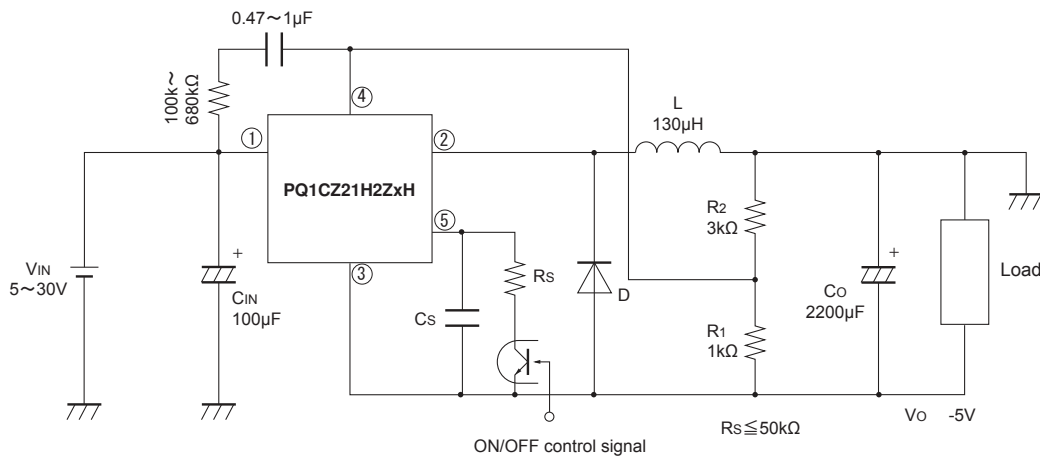 0.47～1μF
100k～
680kΩ
④
L
130μH
①
②
PQ1CZ21H2ZxH
R2
3kΩ
⑤
③
RS
VIN
5～30V
CIN
100μF
CS
D
CO
2200μF
Load
R1
1kΩ
VO -5V
RS≦50kΩ
ON/OFF control signal
+
+